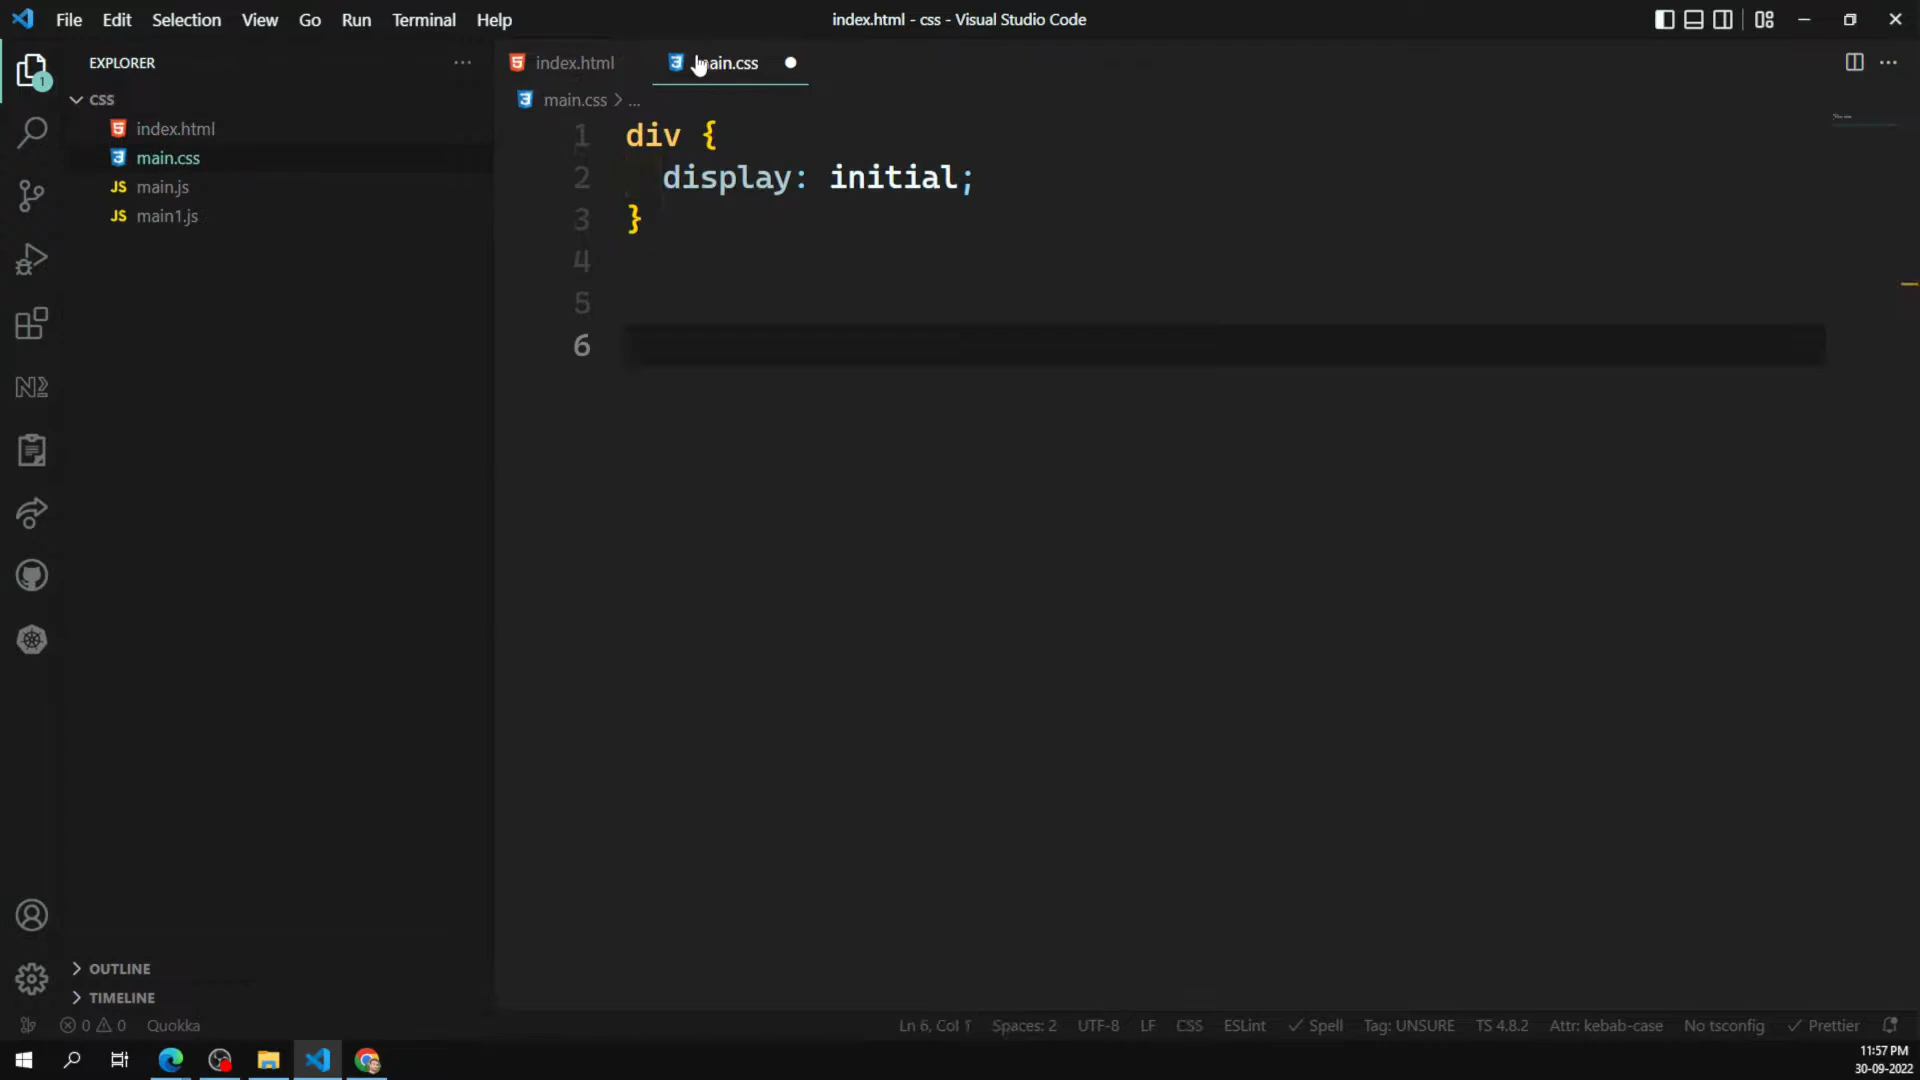 File Edit Selection View Go Run Terminal Help
index.html - css - Visual Studio Code
EXPLORER
1
CSS
index.html
main.css
JS main.js
JS main1.js
index.html
main.css
main.css > ...
1 div {
2 display: initial;
3 }
4
5
6
OUTLINE
TIMELINE
0 0 Quokka
Ln 6, Col 1 Spaces: 2 UTF-8 LF CSS ESLint Spell Tag: UNSURE TS 4.8.2 Attr: kebab-case No tsconfig Prettier
11:57 PM
30-09-2022